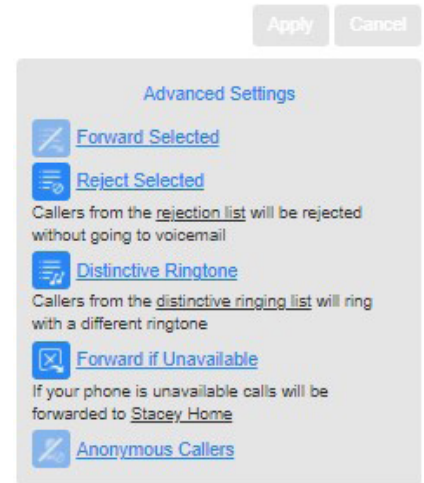 Apply Cancel
Advanced Settings
Forward Selected
Reject Selected
Callers from the rejection list will be rejected
without going to voicemail
Distinctive Ringtone
Callers from the distinctive ringing list will ring
with a different ringtone
Forward if Unavailable
If your phone is unavailable calls will be
forwarded to Stacey Home
Anonymous Callers